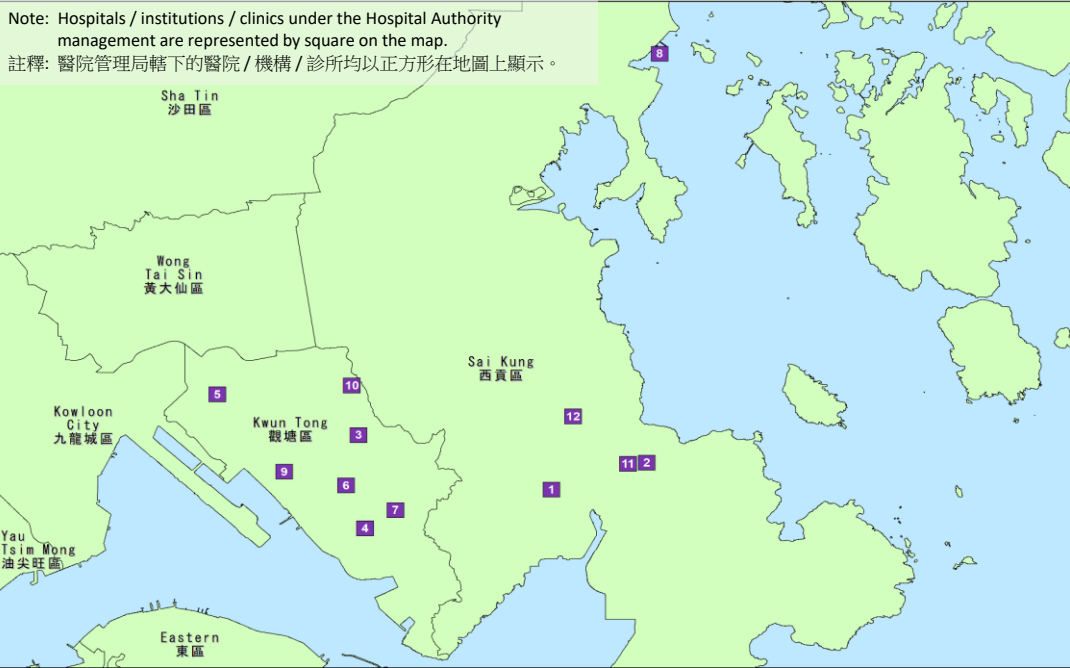 Note: Hospitals / institutions / clinics under the Hospital Authority
management are represented by square on the map.
註釋: 醫院管理局轄下的醫院 / 機構 / 診所均以正方形在地圖上顯示。
8
Sha Tin
沙田區
Wong
Tai Sin
黃大仙區
Sai Kung
西貢區
10
5
Kowloon
City
九龍城區
Kwun Tong
觀塘區
12
3
11
2
9
6
1
7
4
Yau
Tsim Mong
油尖旺區
Eastern
東區